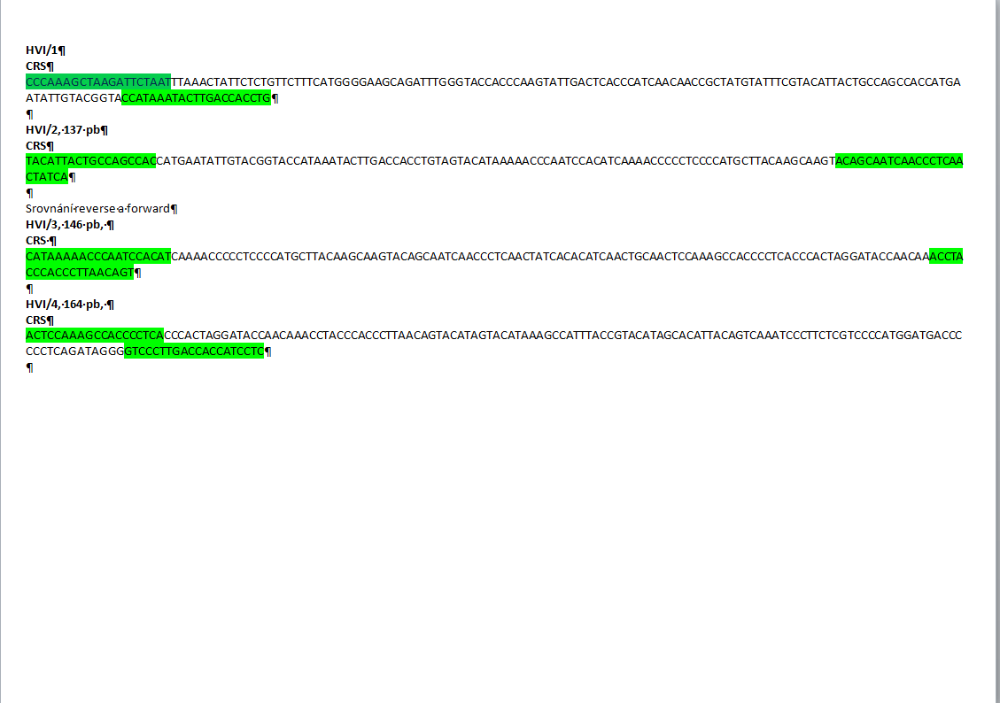 HVI/1¶
CRS¶
CCCAAAGCTAAGATTCTAATTTAAACTATTCTCTGTTCTTTCATGGGGAAGCAGATTTGGGTACCACCCAAGTATTGACTCACCCATCAACAACCGCTATGTATTTCGTACATTACTGCCAGCCACCATGA
ATATTGTACGGTACCATAAATACTTGACCACCTG¶
¶
HVI/2,·137·pb¶
CRS¶
TACATTACTGCCAGCCACCATGAATATTGTACGGTACCATAAATACTTGACCACCTGTAGTACATAAAAACCCAATCCACATCAAAACCCCCTCCCCATGCTTACAAGCAAGTACAGCAATCAACCCTCAA
CTATCA¶
¶
Srovnání·reverse·a·forward¶
HVI/3,·146·pb,·¶
CRS·¶
CATAAAAACCCAATCCACATCAAAACCCCCTCCCCATGCTTACAAGCAAGTACAGCAATCAACCCTCAACTATCACACATCAACTGCAACTCCAAAGCCACCCCTCACCCACTAGGATACCAACAAACCTA
CCCACCCTTAACAGT¶
¶
HVI/4,·164·pb,·¶
CRS¶
ACTCCAAAGCCACCCCTCACCCACTAGGATACCAACAAACCTACCCACCCTTAACAGTACATAGTACATAAAGCCATTTACCGTACATAGCACATTACAGTCAAATCCCTTCTCGTCCCCATGGATGACCC
CCCTCAGATAGGGGTCCCTTGACCACCATCCTC¶
¶